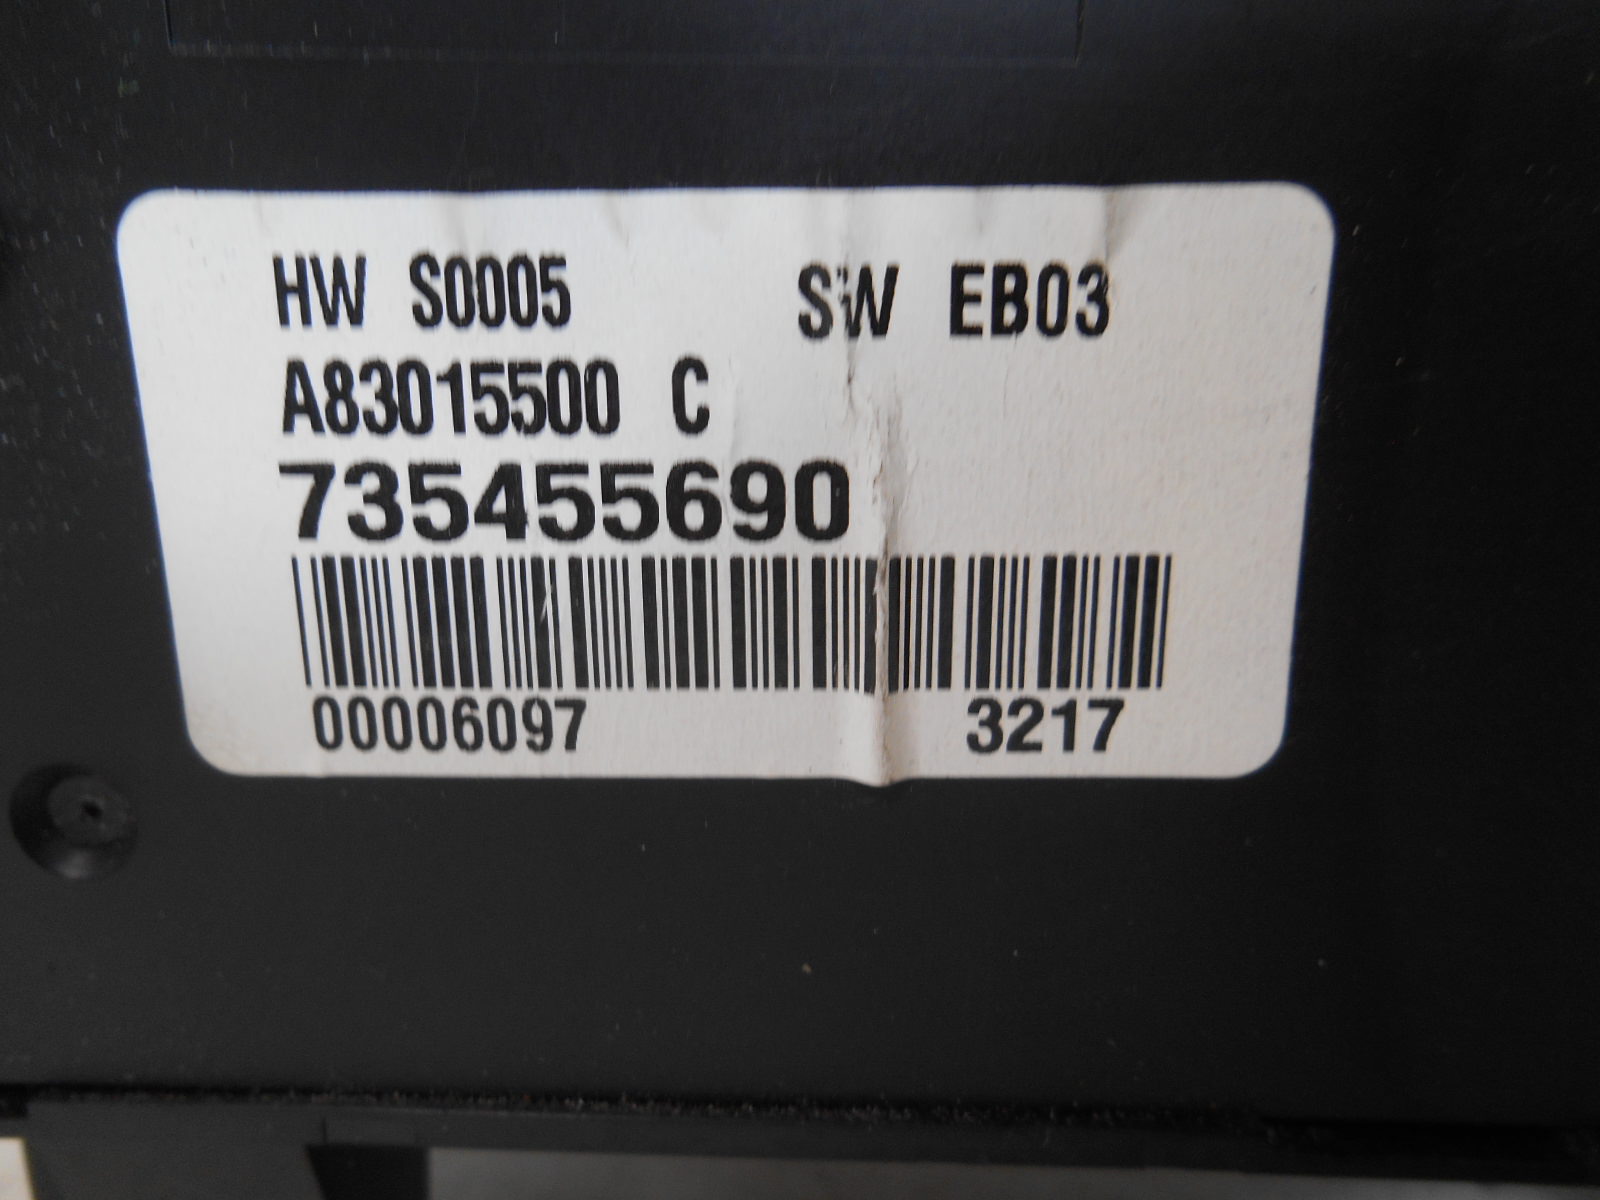 HW S0005 SW EB03
A83015500 C
735455690
00006097 3217